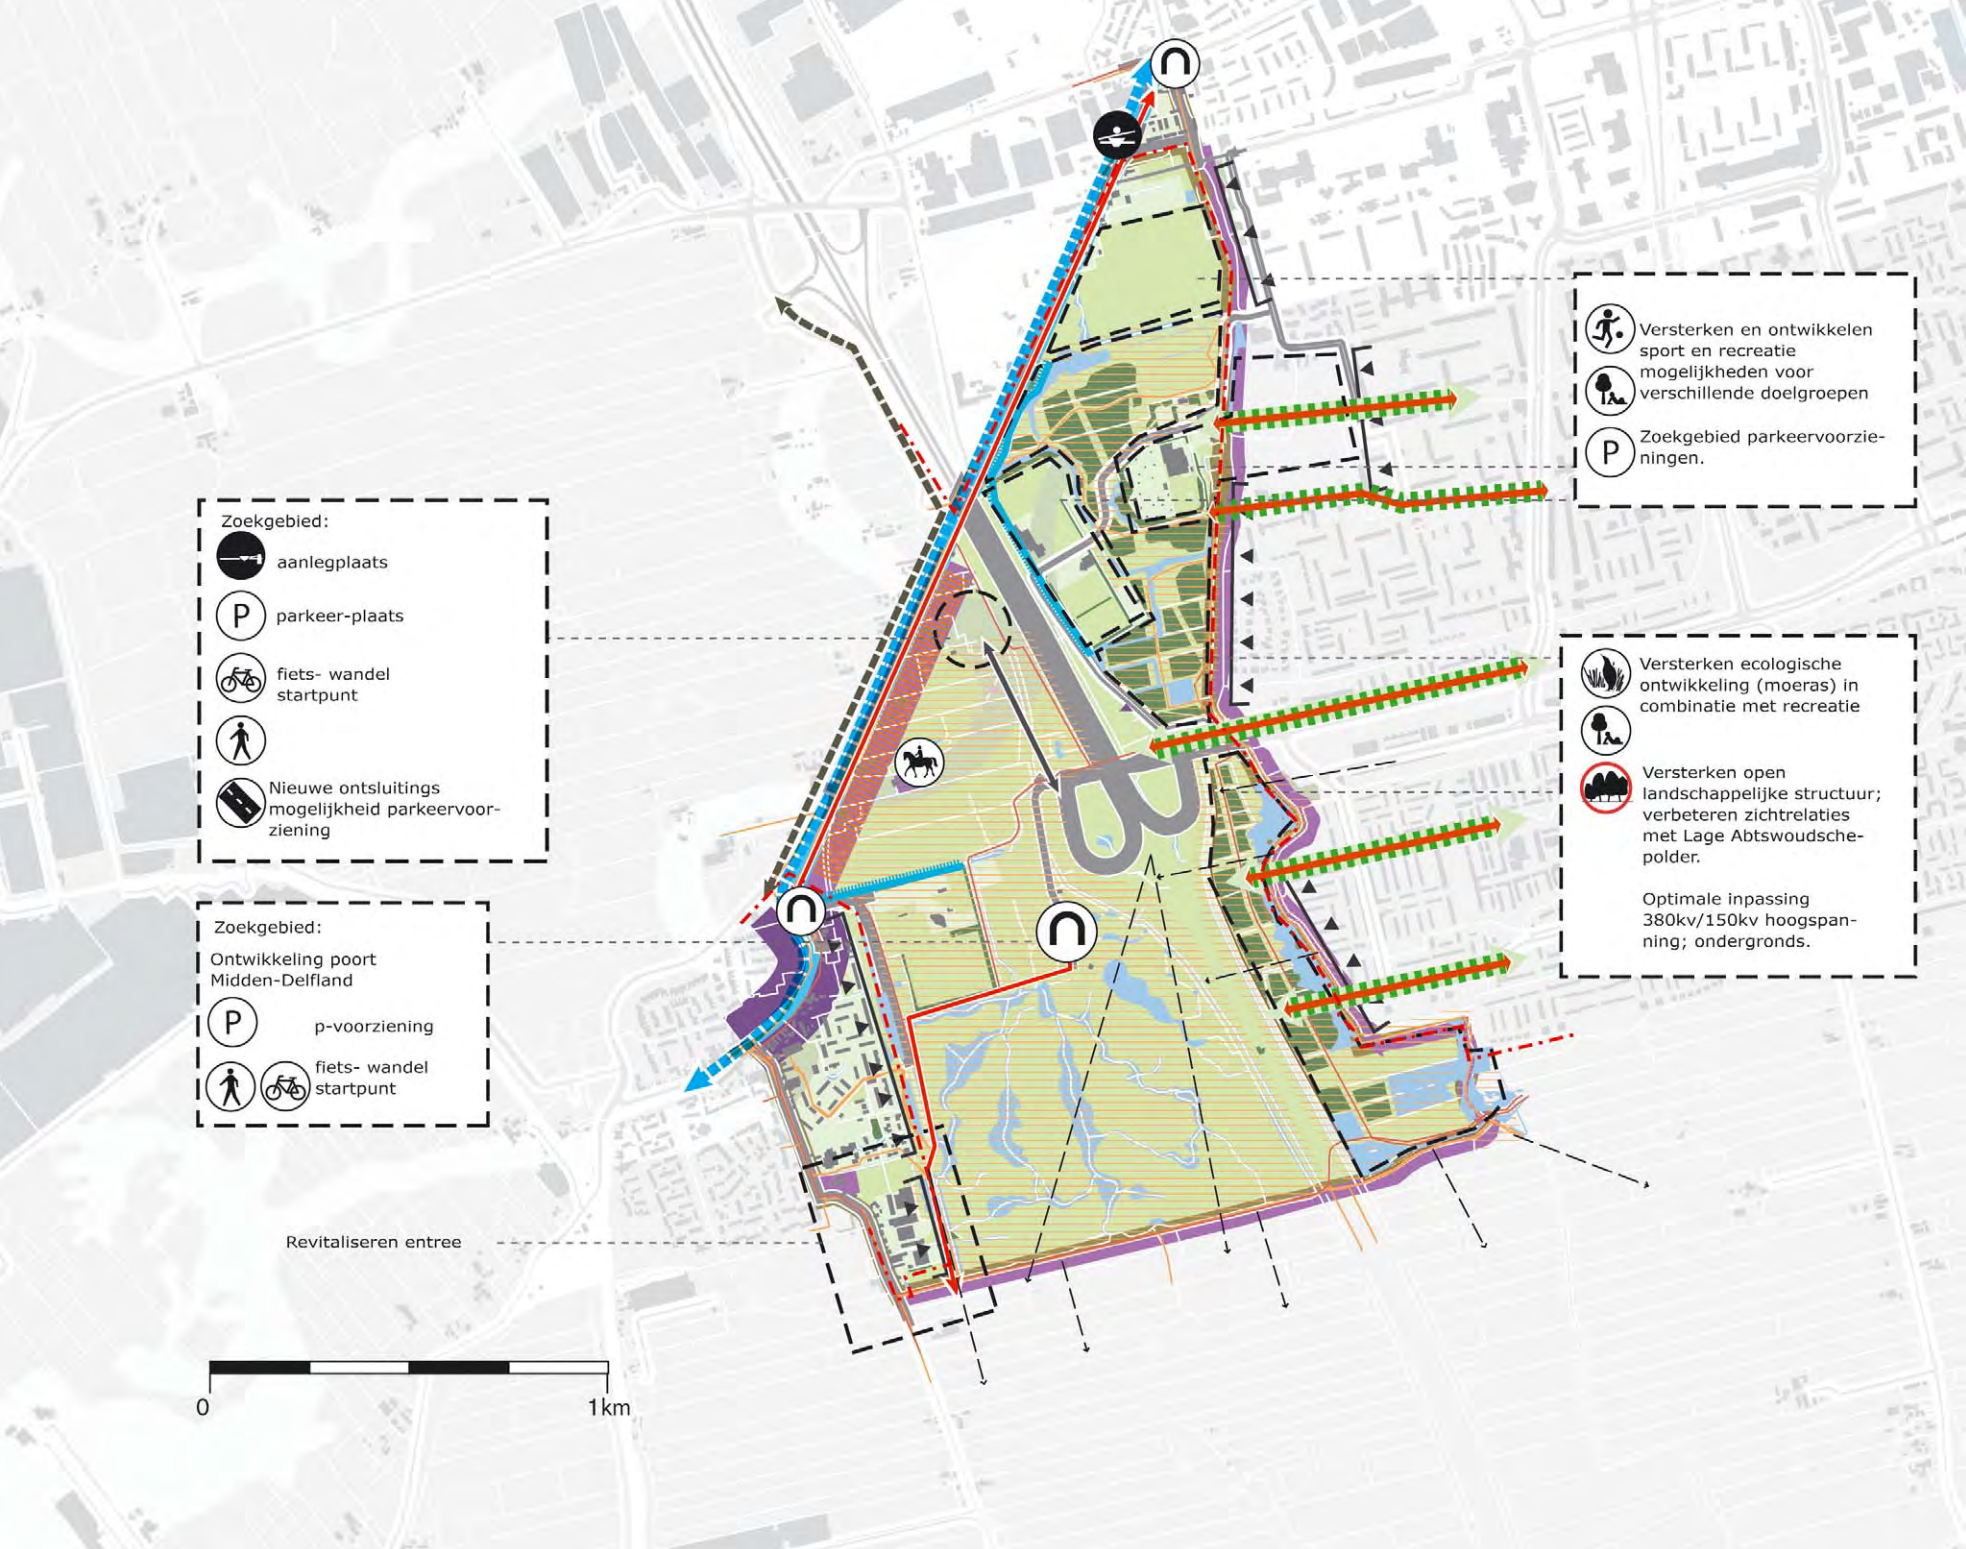 Versterken en ontwikkelen
sport en recreatie
mogelijkheden voor
verschillende doelgroepen
P
Zoekgebied parkeervoorzie-
ningen.
Zoekgebied:
aanlegplaats
P
parkeer-plaats
fiets- wandel
startpunt
Nieuwe ontsluitings
mogelijkheid parkeervoor-
ziening
Versterken ecologische
ontwikkeling (moeras) in
combinatie met recreatie
Versterken open
landschappelijke structuur;
verbeteren zichtrelaties
met Lage Abtswoudsche-
polder.
Optimale inpassing
380kv/150kv hoogspan-
ning; ondergronds.
Zoekgebied:
Ontwikkeling poort
Midden-Delfland
P
p-voorziening
fiets- wandel
startpunt
Revitaliseren entree
0
1km